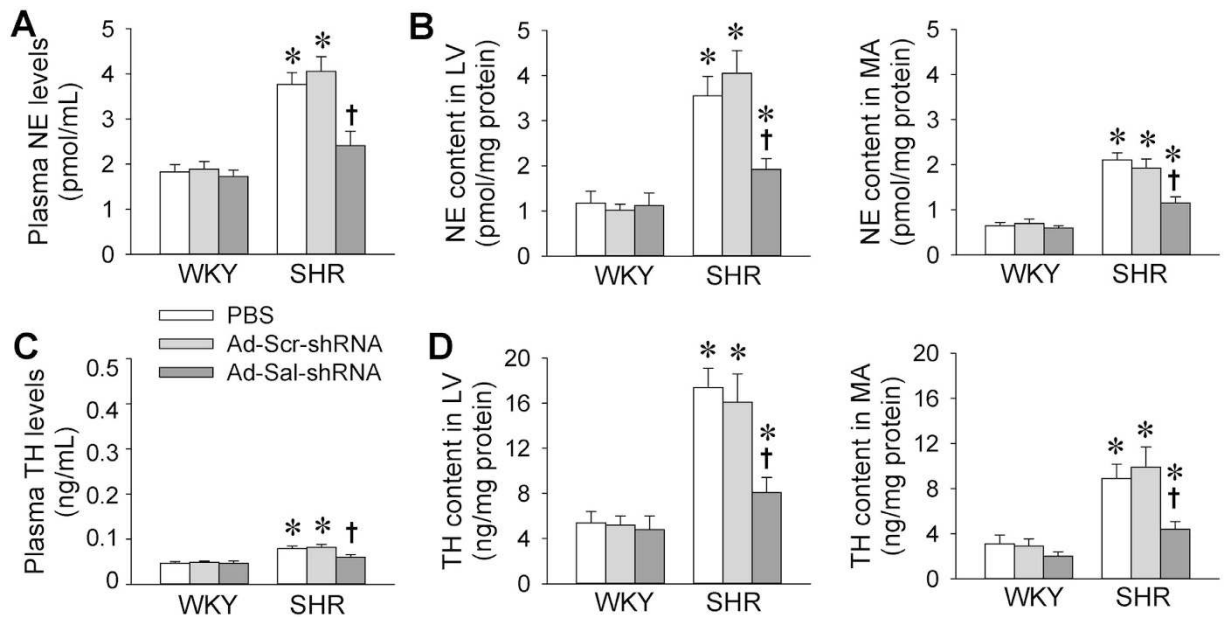 A
Plasma NE levels
(pmol/mL)
5
4
3
2
1
0
* * †
WKY SHR
B
NE content in LV
(pmol/mg protein)
5
4
3
2
1
0
* * *
†
WKY SHR
NE content in MA
(pmol/mg protein)
5
4
3
2
1
0
* * *
†
WKY SHR
PBS
Ad-Scr-shRNA
Ad-Sal-shRNA
C
Plasma TH levels
(ng/mL)
0.5
0.4
0.3
0.2
0.1
0
* * †
WKY SHR
D
TH content in LV
(ng/mg protein)
20
16
12
8
4
0
* * *
†
WKY SHR
TH content in MA
(ng/mg protein)
20
16
12
8
4
0
* * *
†
WKY SHR